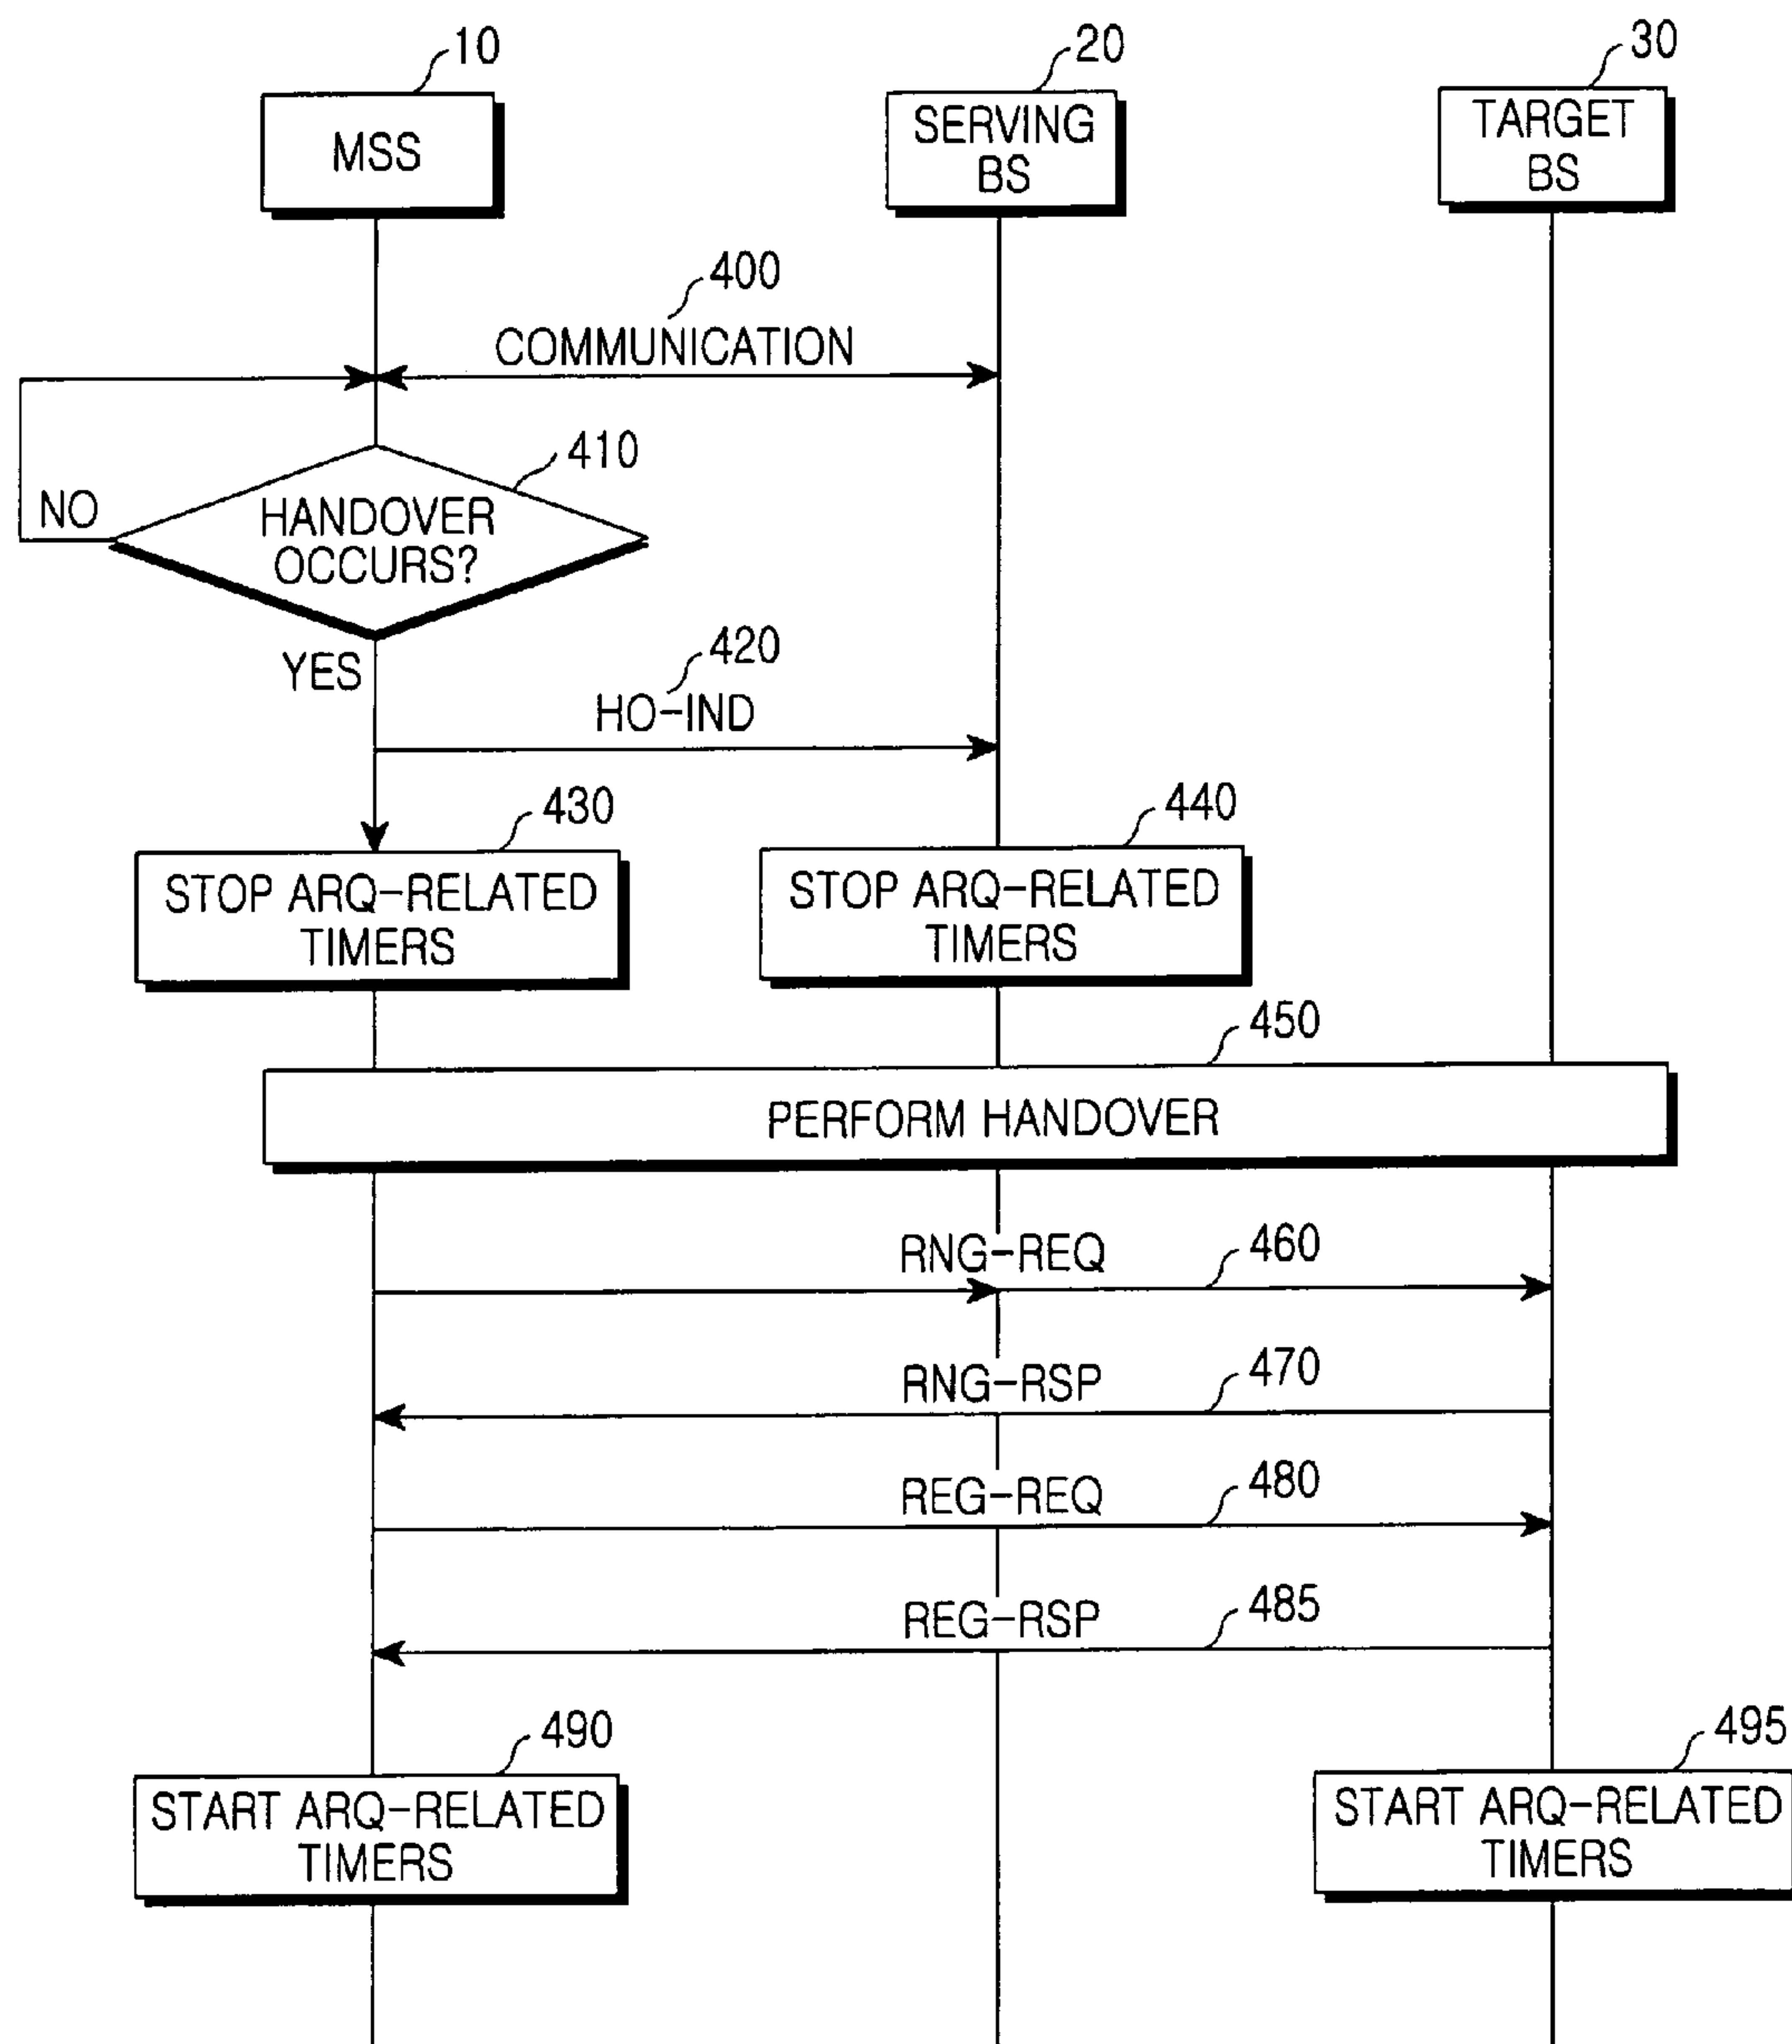 10
20
30
MSS
SERVING
BS
TARGET
BS
400
COMMUNICATION
410
NO
HANDOVER
OCCURS?
YES
420
HO-IND
430
440
STOP ARQ-RELATED
TIMERS
STOP ARQ-RELATED
TIMERS
450
PERFORM HANDOVER
RNG-REQ
460
RNG-RSP
470
REG-REQ
480
REG-RSP
485
490
495
START ARQ-RELATED
TIMERS
START ARQ-RELATED
TIMERS